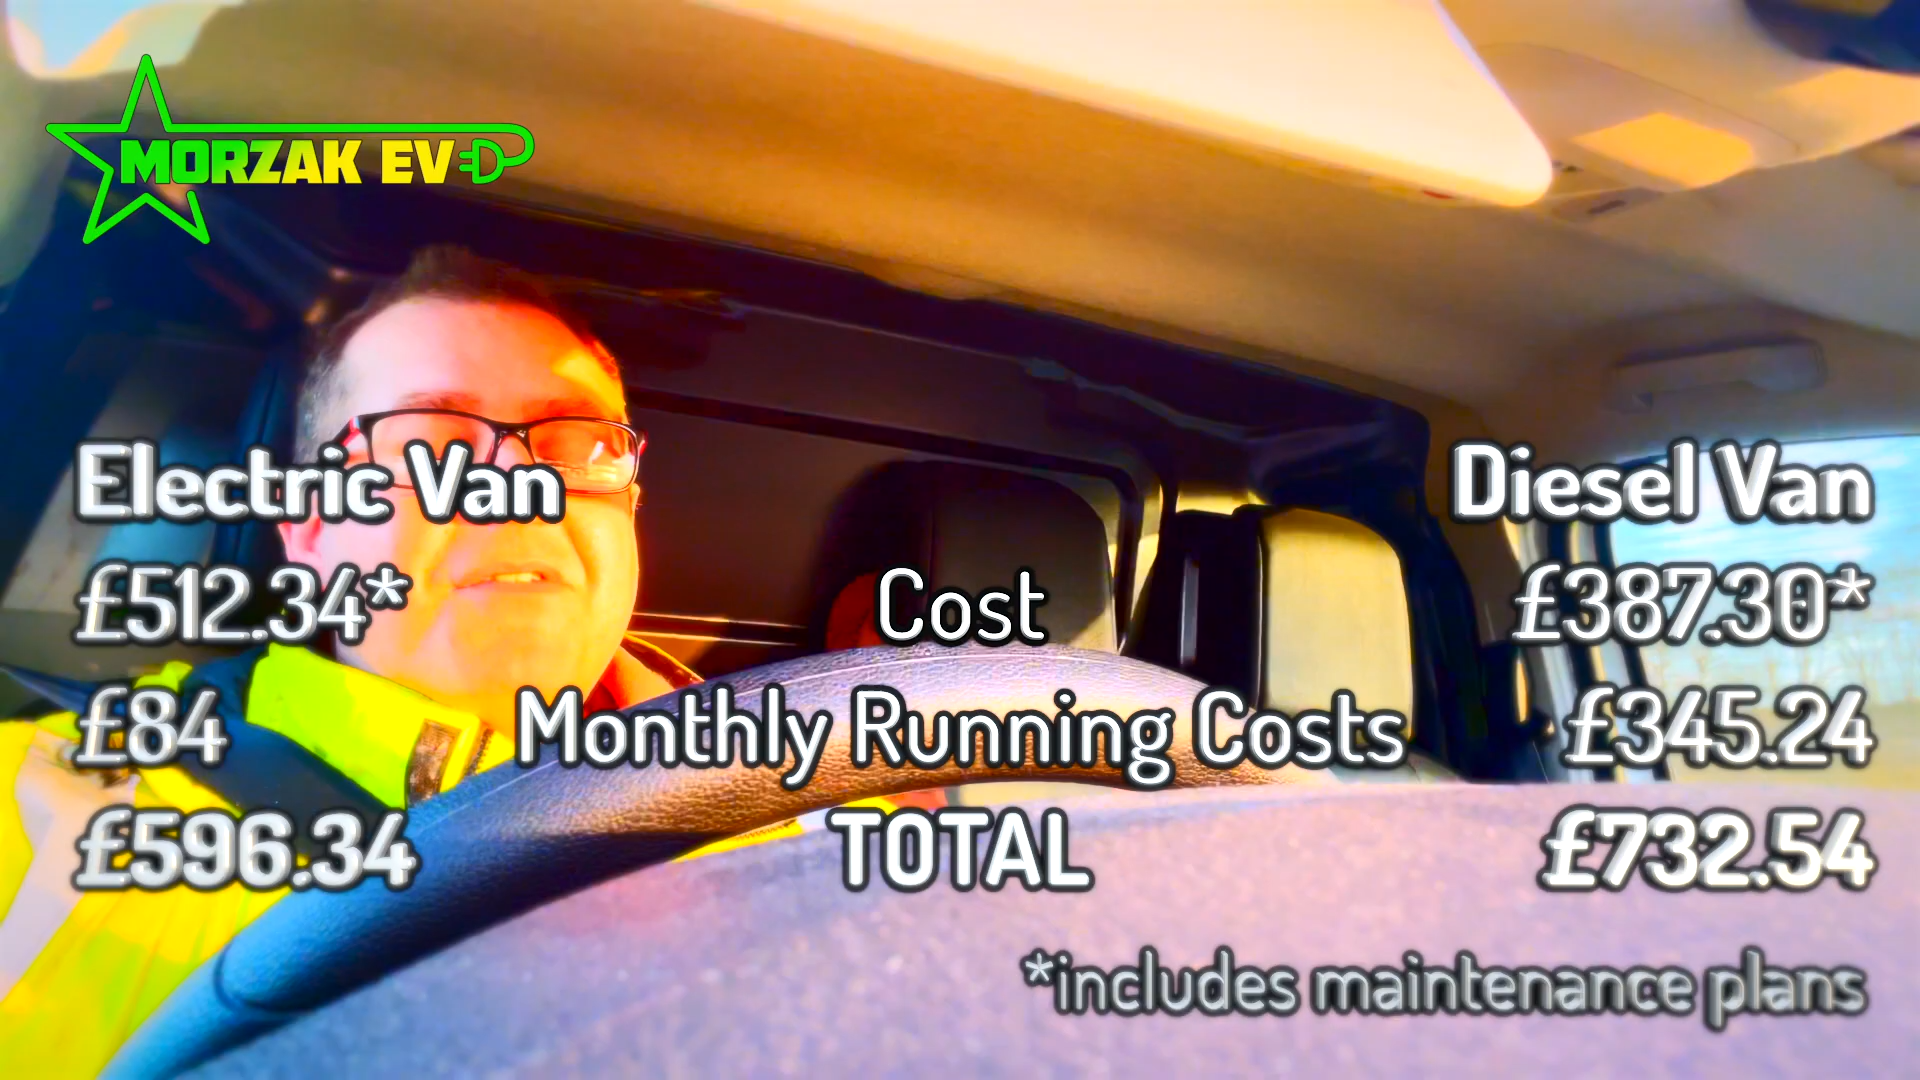 MORZAK EV
Electric Van Diesel Van
£512.34* Cost £387.30*
£84 Monthly Running Costs £345.24
£596.34 TOTAL £732.54
*includes maintenance plans